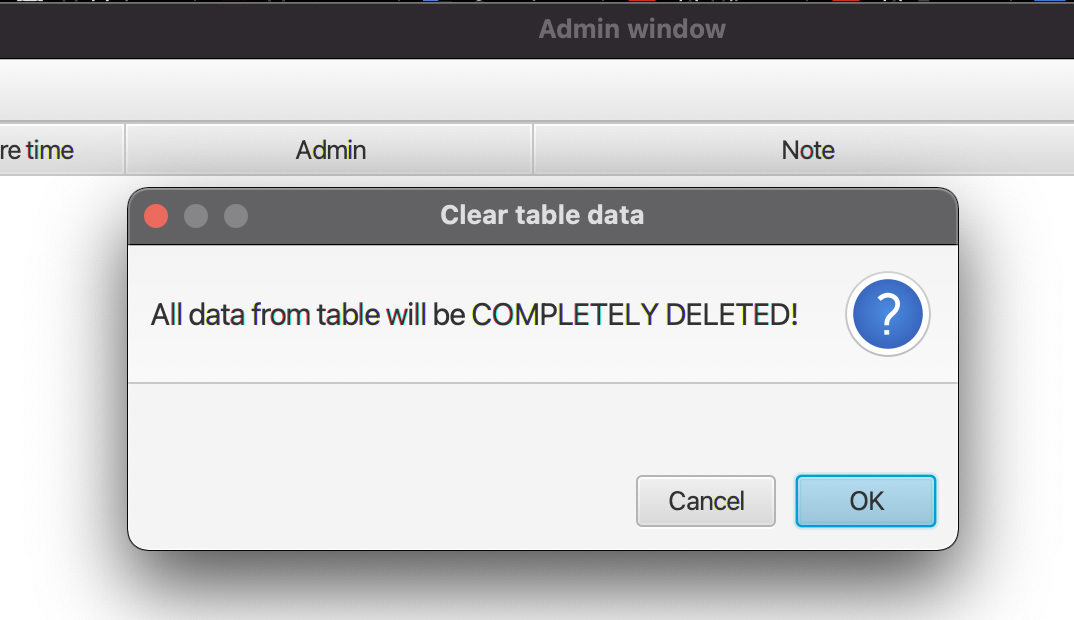 Admin window
re time Admin Note
Clear table data
All data from table will be COMPLETELY DELETED!
?
Cancel OK